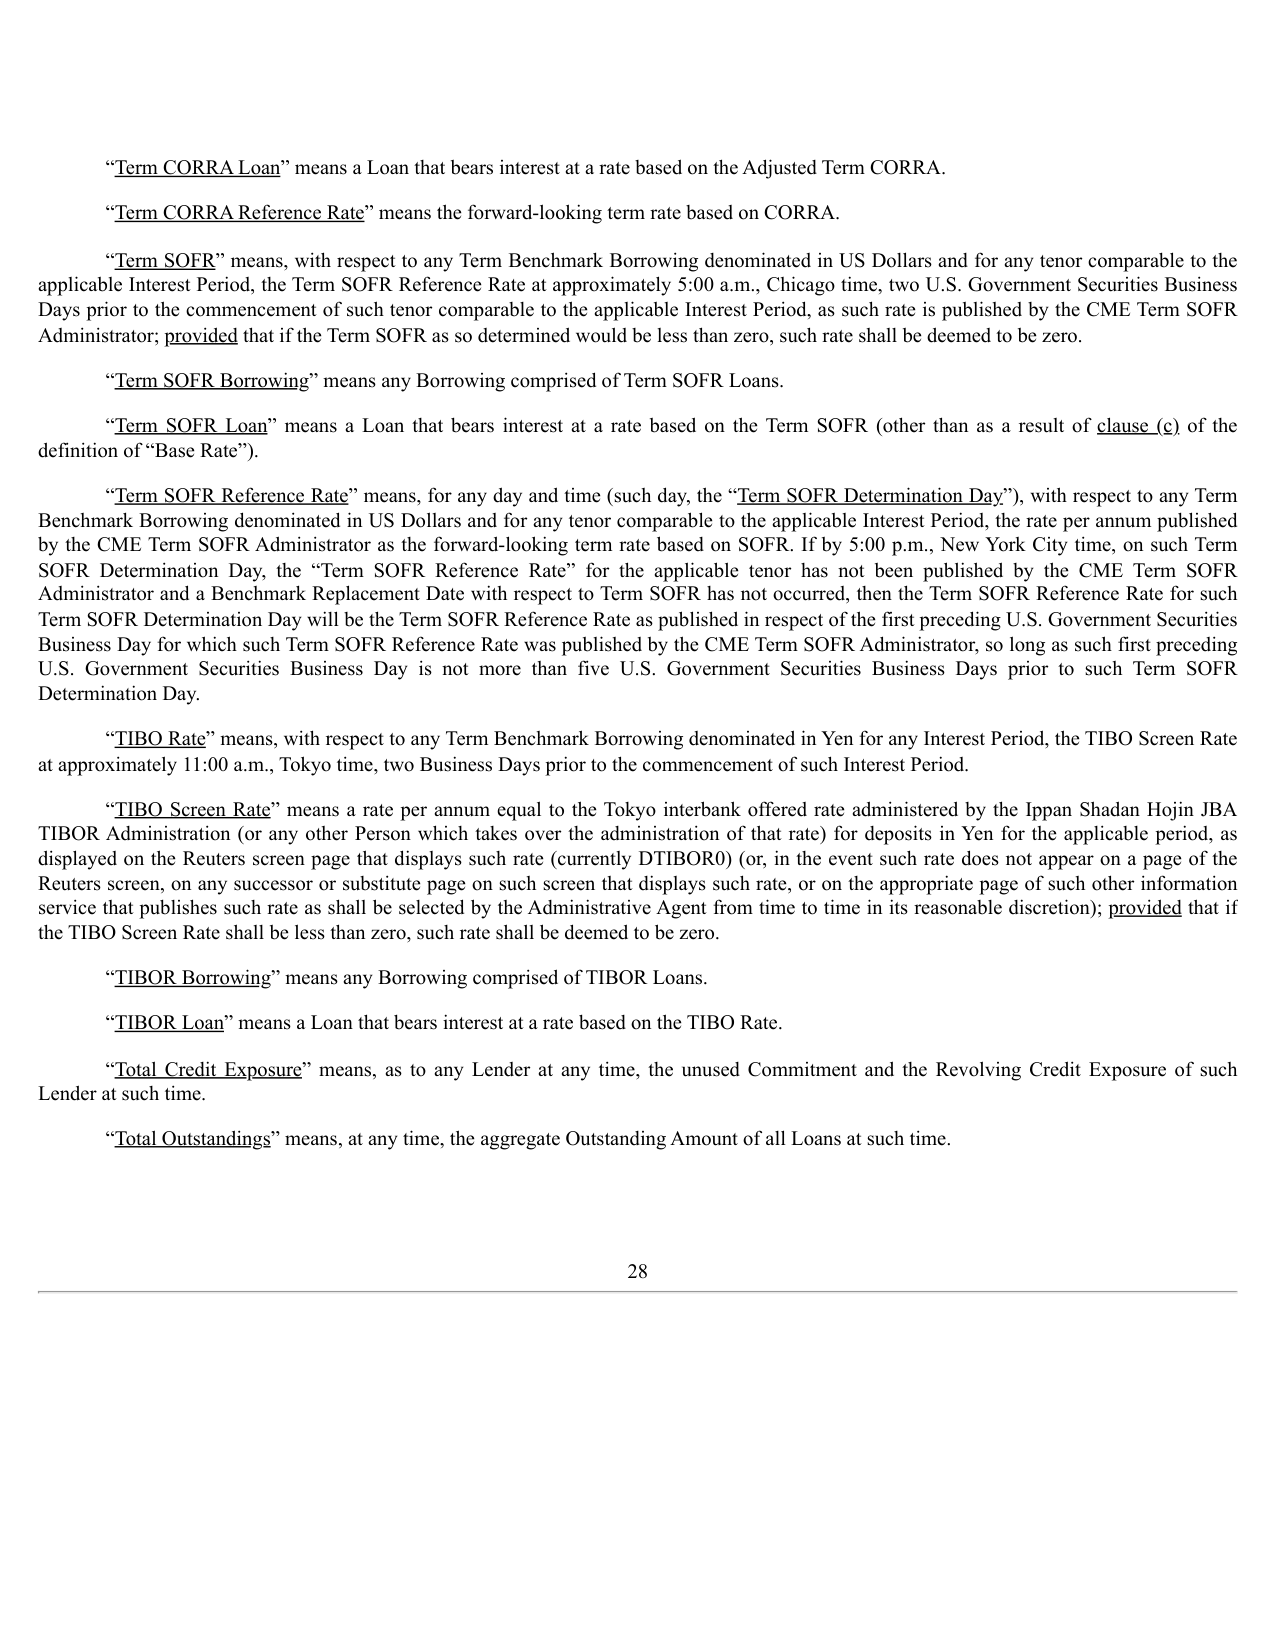 “Term CORRA Loan” means a Loan that bears interest at a rate based on the Adjusted Term CORRA.
“Term CORRA Reference Rate” means the forward-looking term rate based on CORRA.
“Term SOFR” means, with respect to any Term Benchmark Borrowing denominated in US Dollars and for any tenor comparable to the
applicable Interest Period, the Term SOFR Reference Rate at approximately 5:00 a.m., Chicago time, two U.S. Government Securities Business
Days prior to the commencement of such tenor comparable to the applicable Interest Period, as such rate is published by the CME Term SOFR
Administrator; provided that if the Term SOFR as so determined would be less than zero, such rate shall be deemed to be zero.
“Term SOFR Borrowing” means any Borrowing comprised of Term SOFR Loans.
“Term SOFR Loan” means a Loan that bears interest at a rate based on the Term SOFR (other than as a result of clause (c) of the
definition of “Base Rate”).
“Term SOFR Reference Rate” means, for any day and time (such day, the “Term SOFR Determination Day”), with respect to any Term
Benchmark Borrowing denominated in US Dollars and for any tenor comparable to the applicable Interest Period, the rate per annum published
by the CME Term SOFR Administrator as the forward-looking term rate based on SOFR. If by 5:00 p.m., New York City time, on such Term
SOFR Determination Day, the “Term SOFR Reference Rate” for the applicable tenor has not been published by the CME Term SOFR
Administrator and a Benchmark Replacement Date with respect to Term SOFR has not occurred, then the Term SOFR Reference Rate for such
Term SOFR Determination Day will be the Term SOFR Reference Rate as published in respect of the first preceding U.S. Government Securities
Business Day for which such Term SOFR Reference Rate was published by the CME Term SOFR Administrator, so long as such first preceding
U.S. Government Securities Business Day is not more than five U.S. Government Securities Business Days prior to such Term SOFR
Determination Day.
“TIBO Rate” means, with respect to any Term Benchmark Borrowing denominated in Yen for any Interest Period, the TIBO Screen Rate
at approximately 11:00 a.m., Tokyo time, two Business Days prior to the commencement of such Interest Period.
“TIBO Screen Rate” means a rate per annum equal to the Tokyo interbank offered rate administered by the Ippan Shadan Hojin JBA
TIBOR Administration (or any other Person which takes over the administration of that rate) for deposits in Yen for the applicable period, as
displayed on the Reuters screen page that displays such rate (currently DTIBOR0) (or, in the event such rate does not appear on a page of the
Reuters screen, on any successor or substitute page on such screen that displays such rate, or on the appropriate page of such other information
service that publishes such rate as shall be selected by the Administrative Agent from time to time in its reasonable discretion); provided that if
the TIBO Screen Rate shall be less than zero, such rate shall be deemed to be zero.
“TIBOR Borrowing” means any Borrowing comprised of TIBOR Loans.
“TIBOR Loan” means a Loan that bears interest at a rate based on the TIBO Rate.
“Total Credit Exposure” means, as to any Lender at any time, the unused Commitment and the Revolving Credit Exposure of such
Lender at such time.
“Total Outstandings” means, at any time, the aggregate Outstanding Amount of all Loans at such time.
28